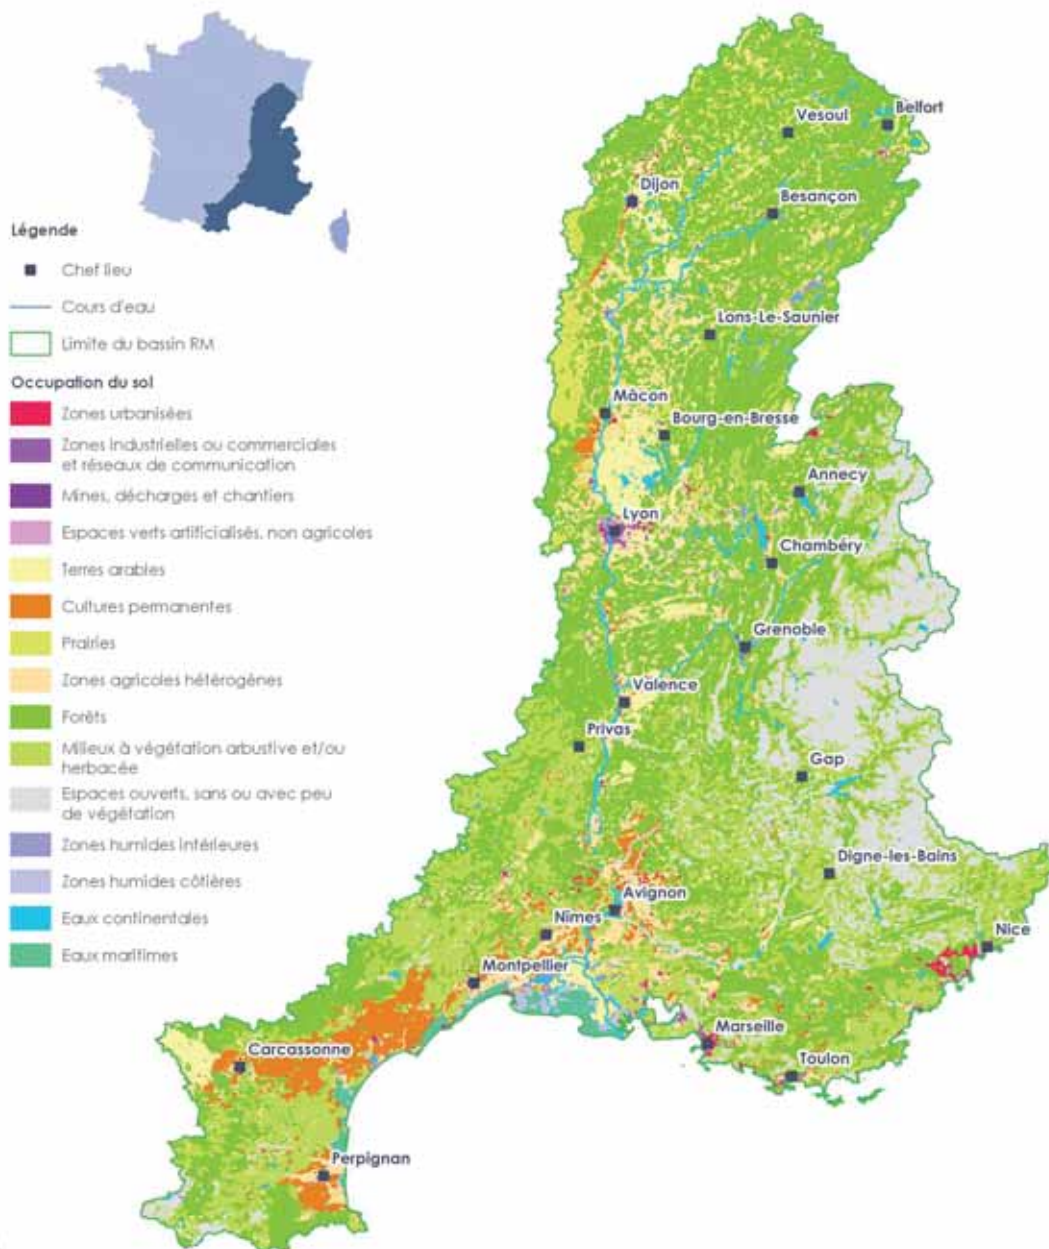 Légende
Chef lieu
Cours d'eau
Limite du bassin RM
Occupation du sol
Zones urbanisées
Zones industrielles ou commerciales
et réseaux de communication
Mines, décharges et chantiers
Espaces verts artificialisés, non agricoles
Terres arables
Cultures permanentes
Prairies
Zones agricoles hétérogènes
Forêts
Milieux à végétation arbustive et/ou
herbacée
Espaces ouverts, sans ou avec peu
de végétation
Zones humides intérieures
Zones humides côtières
Eaux continentales
Eaux maritimes
Belfort
Vesoul
Dijon
Besançon
Lons-Le-Saunier
Mâcon
Bourg-en-Bresse
Annecy
Lyon
Chambéry
Grenoble
Valence
Privas
Gap
Digne-les-Bains
Avignon
Nîmes
Nice
Montpellier
Marseille
Carcassonne
Toulon
Perpignan